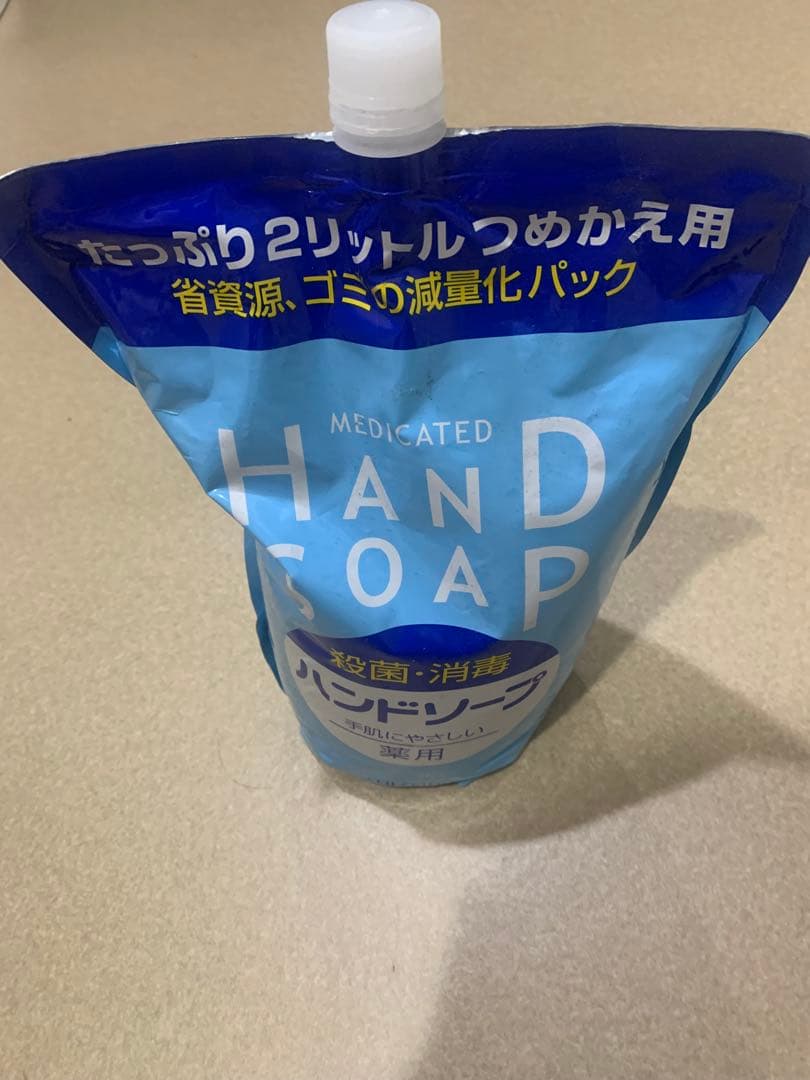 たっぷり2リットルつめかえ用
省資源、ゴミの減量化パック
MEDICATED
HAND
SOAP
殺菌・消毒
ハンドソープ
手肌にやさしい
薬用